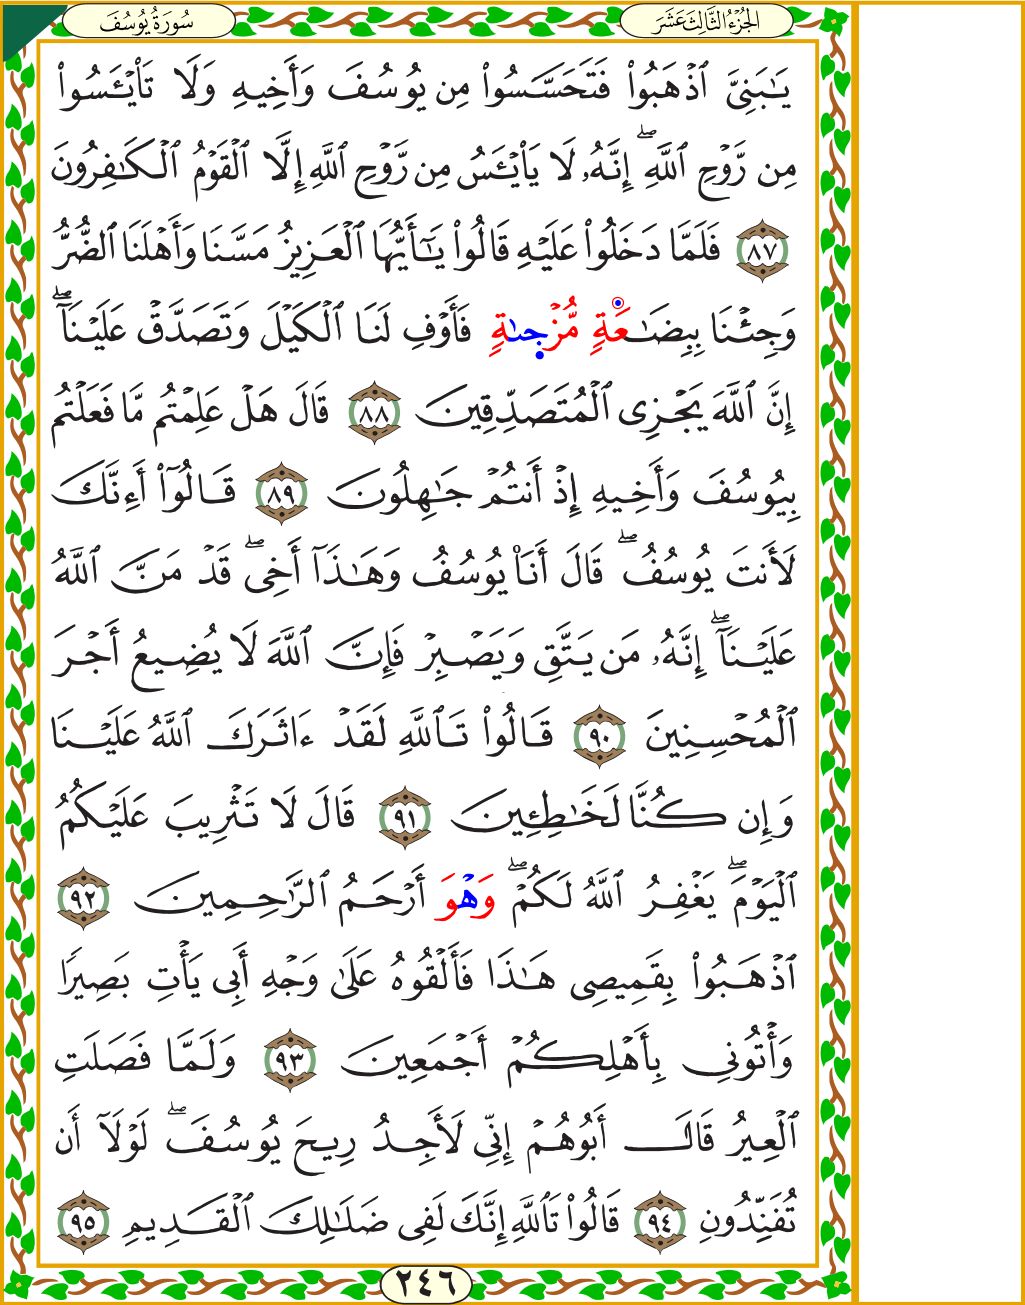 الجُزْءُ الثَّالِثَ عَشَرَ
سُورَةُ يُوسُفَ
يَٰبَنِيَّ ٱذْهَبُوا۟ فَتَحَسَّسُوا۟ مِن يُوسُفَ وَأَخِيهِ وَلَا تَا۟يْـَٔسُوا۟
مِن رَّوْحِ ٱللَّهِۖ إِنَّهُۥ لَا يَا۟يْـَٔسُ مِن رَّوْحِ ٱللَّهِ إِلَّا ٱلْقَوْمُ ٱلْكَٰفِرُونَ
٨٧ فَلَمَّا دَخَلُوا۟ عَلَيْهِ قَالُوا۟ يَٰٓأَيُّهَا ٱلْعَزِيزُ مَسَّنَا وَأَهْلَنَا ٱلضُّرُّ
وَجِئْنَا بِبِضَٰعَةٍ مُّزْجىٰةٍ فَأَوْفِ لَنَا ٱلْكَيْلَ وَتَصَدَّقْ عَلَيْنَآۖ
إِنَّ ٱللَّهَ يَجْزِى ٱلْمُتَصَدِّقِينَ ٨٨ قَالَ هَلْ عَلِمْتُم مَّا فَعَلْتُم
بِيُوسُفَ وَأَخِيهِ إِذْ أَنتُمْ جَٰهِلُونَ ٨٩ قَالُوٓا۟ أَءِنَّكَ
لَأَنتَ يُوسُفُۖ قَالَ أَنَا۠ يُوسُفُ وَهَٰذَآ أَخِىۖ قَدْ مَنَّ ٱللَّهُ
عَلَيْنَآۖ إِنَّهُۥ مَن يَتَّقِ وَيَصْبِرْ فَإِنَّ ٱللَّهَ لَا يُضِيعُ أَجْرَ
ٱلْمُحْسِنِينَ ٩٠ قَالُوا۟ تَٱللَّهِ لَقَدْ ءَاثَرَكَ ٱللَّهُ عَلَيْنَا
وَإِن كُنَّا لَخَٰطِـِٔينَ ٩١ قَالَ لَا تَثْرِيبَ عَلَيْكُمُ
ٱلْيَوْمَۖ يَغْفِرُ ٱللَّهُ لَكُمْۖ وَهْوَ أَرْحَمُ ٱلرَّٰحِمِينَ ٩٢
ٱذْهَبُوا۟ بِقَمِيصِى هَٰذَا فَأَلْقُوهُ عَلَىٰ وَجْهِ أَبِى يَأْتِ بَصِيرًا
وَأْتُونِى بِأَهْلِكُمْ أَجْمَعِينَ ٩٣ وَلَمَّا فَصَلَتِ
ٱلْعِيرُ قَالَ أَبُوهُمْ إِنِّى لَأَجِدُ رِيحَ يُوسُفَۖ لَوْلَآ أَن
تُفَنِّدُونِ ٩٤ قَالُوا۟ تَٱللَّهِ إِنَّكَ لَفِى ضَلَٰلِكَ ٱلْقَدِيمِ ٩٥
٢٤٦